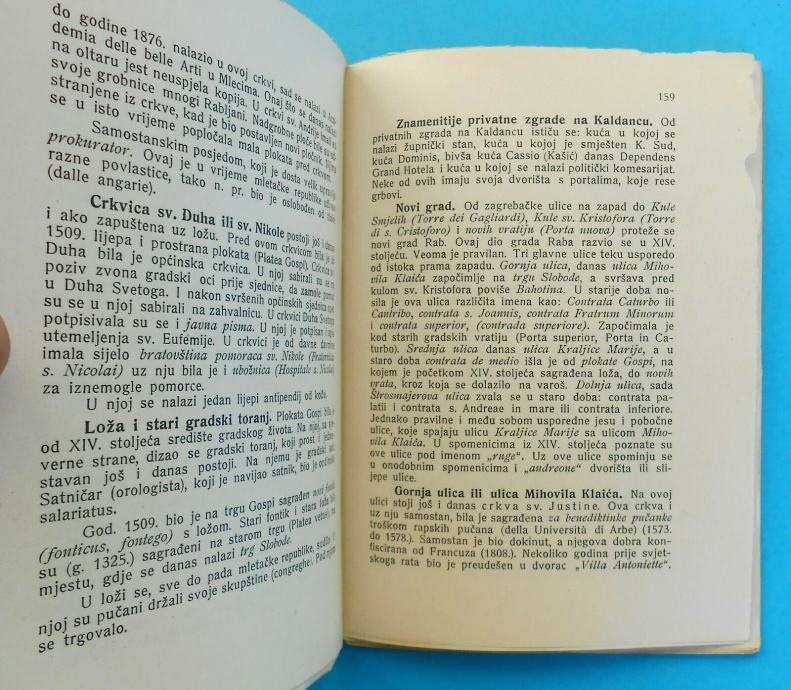 do godine 1876. nalazio u ovoj crkvi, sad se nalazi u
demia delle belle Arti u Mlecima. Onaj što se danas
na oltaru jest neuspjela kopija. U crkvi sv. Andrije imali su
svoje grobnice mnogi Rabljani. Nadgrobne ploče bile su
stranjene iz crkve, kad je bio postavljen novi pločnik.
se u isto vrijeme popločala mala plokata pred crkvom.
Samostanskim posjedom, koji je dosta velik
prokurator. Ovaj je u vrijeme mletačke republike
razne povlastice, tako n. pr. bio je oslobođen od
(dalle angarie).
Crkvica sv. Duha ili sv. Nikole postoji još i danas
i ako zapuštena uz ložu. Pred ovom crkvicom bila je do
1509. lijepa i prostrana plokata (Platea Gospi). Crkvica sv.
Duha bila je općinska crkvica. U njoj sabirali su se na
poziv zvona gradski oci prije sjednice, da zamole pomoć
u Duha Svetoga. I nakon svršenih općinskih sjednica
su se u njoj sabirali na zahvalnicu. U crkvici Duha Svetoga
potpisivala su se i javna pisma. U njoj je potpisan i
utemeljenja sv. Eufemije. U crkvici je od davne davnine
imala sijelo bratovština pomoraca sv. Nikole (Fraternitas
s. Nicolai) uz nju bila je i ubožnica (Hospitale s. Nicolai)
za iznemogle pomorce.
U njoj se nalazi jedan lijepi antipendij od kože.
Loža i stari gradski toranj. Plokata Gospi bila je
od XIV. stoljeća središte gradskog života. Na njoj, sa
verne strane, dizao se gradski toranj, koji prost i
stavan još i danas postoji. Na njemu je gradski sat.
Satničar (orologista), koji je navijao satnik, bio je općinski
salariatus.
God. 1509. bio je na trgu Gospi sagrađen novi
(fonticus, fontego) s ložom. Stari fontik i stara loža bili
su (g. 1325.) sagrađeni na starom trgu (Platea vetus), na
mjestu, gdje se danas nalazi trg Slobode.
U loži se, sve do pada mletačke republike, sudilo. U
njoj su pučani držali svoje skupštine (congreghe). Pod njom
se trgovalo.
159
Znamenitije privatne zgrade na Kaldancu. Od
privatnih zgrada na Kaldancu ističu se: kuća u kojoj se
nalazi župnički stan, kuća u kojoj je smješten K. Sud,
kuća Dominis, bivša kuća Cassio (Kašić) danas Dependens
Grand Hotela i kuća u kojoj se nalazi politički komesarijat.
Neke od ovih imaju svoja dvorišta s portalima, koje rese
grbovi.
Novi grad. Od zagrebačke ulice na zapad do Kule
Smjelih (Torre dei Gagliardi), Kule sv. Kristofora (Torre
di s. Cristoforo) i novih vratiju (Porta nuova) proteže se
novi grad Rab. Ovaj dio grada Raba razvio se u XIV.
stoljeću. Veoma je pravilan. Tri glavne ulice teku usporedo
od istoka prama zapadu. Gornja ulica, danas ulica Miho-
vila Klaića započimlje na trgu Slobode, a svršava pred
kulom sv. Kristofora poviše Bahotina. U starije doba no-
sila je ova ulica različita imena kao: Contrata Caturbo ili
Cantribo, contrata s. Joannis, contrata Fratrum Minorum
i contrata superior, (contrada superiore). Započimala je
kod starih gradskih vratiju (Porta superior, Porta in Ca-
turbo). Srednja ulica danas ulica Kraljice Marije, a u
staro doba contrata de medio išla je od plokate Gospi, na
kojem je početkom XIV. stoljeća sagrađena loža, do novih
vrata, kroz koja se dolazilo na varoš. Dolnja ulica, sada
Štrosmajerova ulica zvala se u staro doba: contrata pa-
latii i contrata s. Andreae in mare ili contrata inferiore.
Jednako pravilne i među sobom usporedne jesu i pobočne
ulice, koje spajaju ulicu Kraljice Marije sa ulicom Miho-
vila Klaića. U spomenicima iz XIV. stoljeća poznate su
ove ulice pod imenom „ruge“. Uz ove ulice spominju se
u onodobnim spomenicima i „andreone“ dvorišta ili sli-
jepe ulice.
Gornja ulica ili ulica Mihovila Klaića. Na ovoj
ulici stoji još i danas crkva sv. Justine. Ova crkva i
uz nju samostan, bila je sagrađena za benediktinke pučanke
troškom rapskih pučana (della Università di Arbe) (1573.
do 1578.). Samostan je bio dokinut, a njegova dobra kon-
fiscirana od Francuza (1808.). Nekoliko godina prije svjet-
skoga rata bio je preudešen u dvorac „Villa Antoniette“.